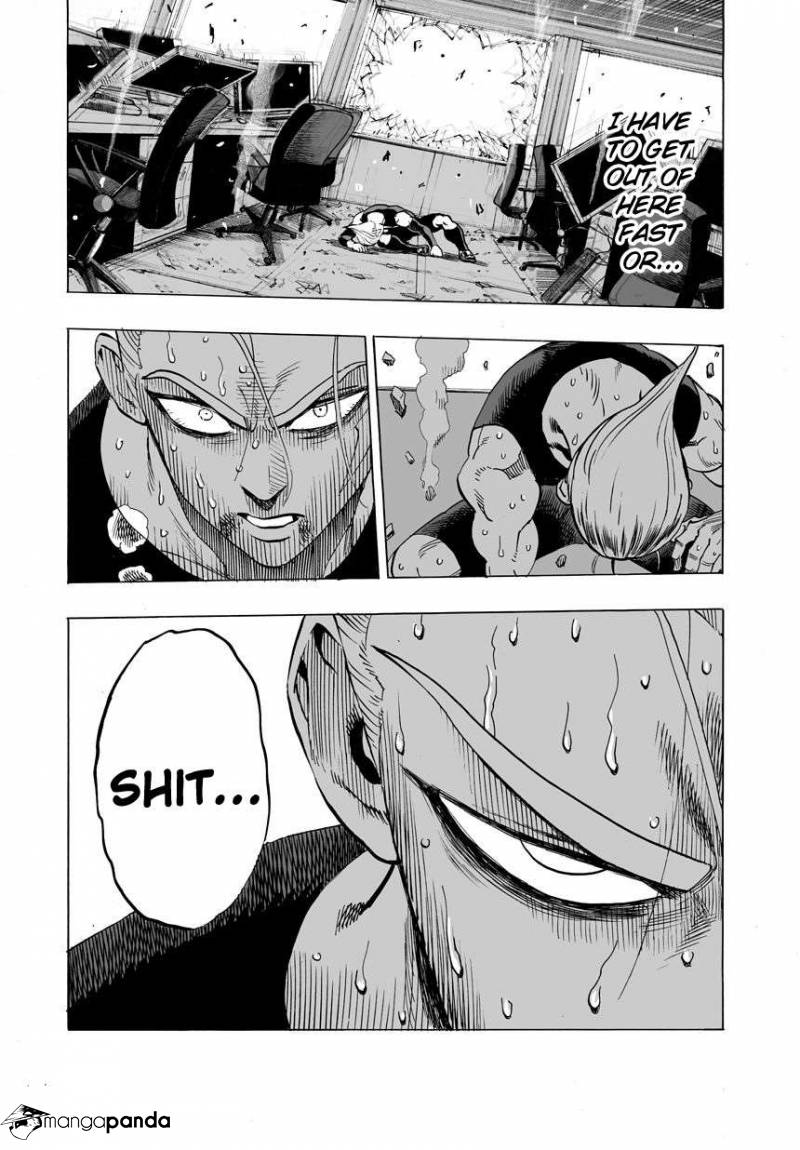 I HAVE
TO GET
OUT OF
HERE
FAST
OR...
SHIT...
mangapanda